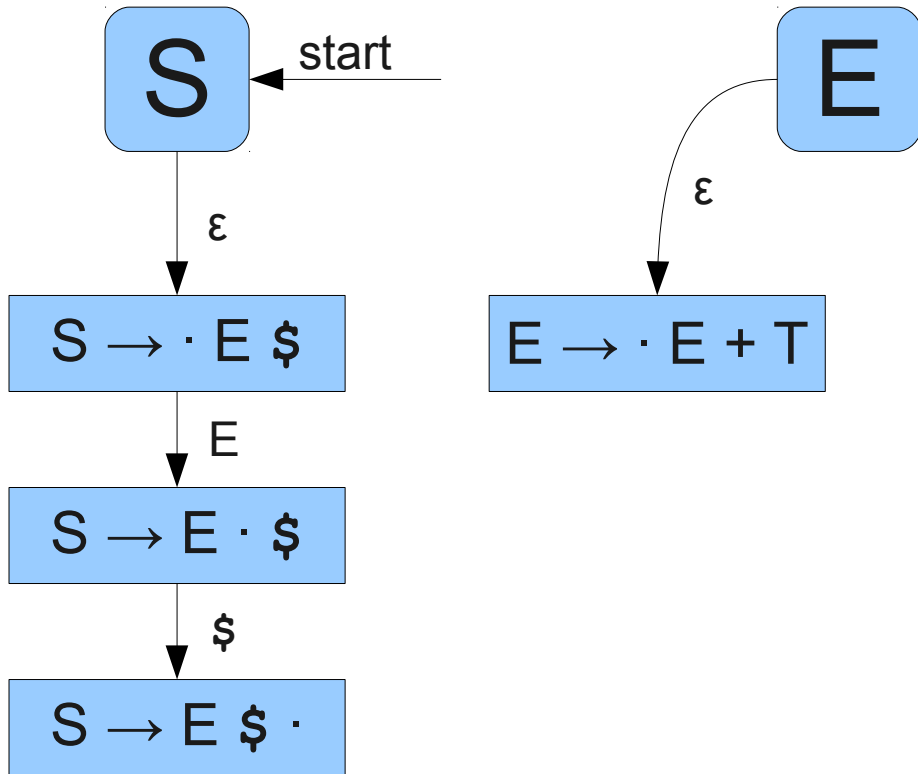 S
start
E
ε
ε
S → · E $
E → · E + T
E
S → E · $
$
S → E $ ·